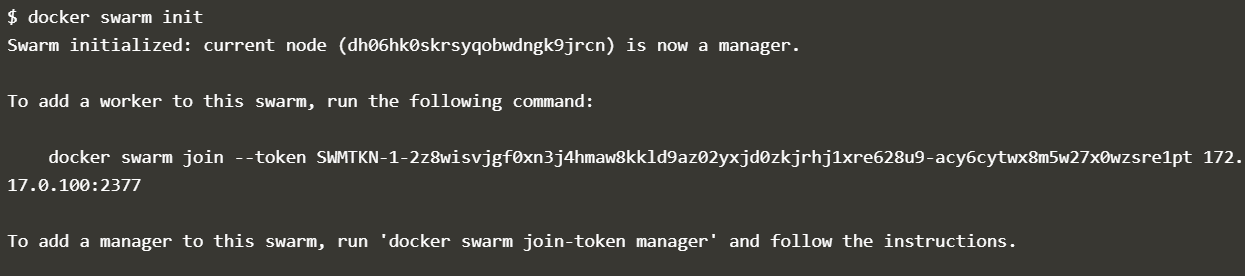 $ docker swarm init
Swarm initialized: current node (dh06hk0skrsyqobwdngk9jrcn) is now a manager.
To add a worker to this swarm, run the following command:
docker swarm join --token SWMTKN-1-2z8wisvjgf0xn3j4hmaw8kkld9az02yxjd0zkjrhj1xre628u9-acy6cytwx8m5w27x0wzsre1pt 172.
17.0.100:2377
To add a manager to this swarm, run 'docker swarm join-token manager' and follow the instructions.